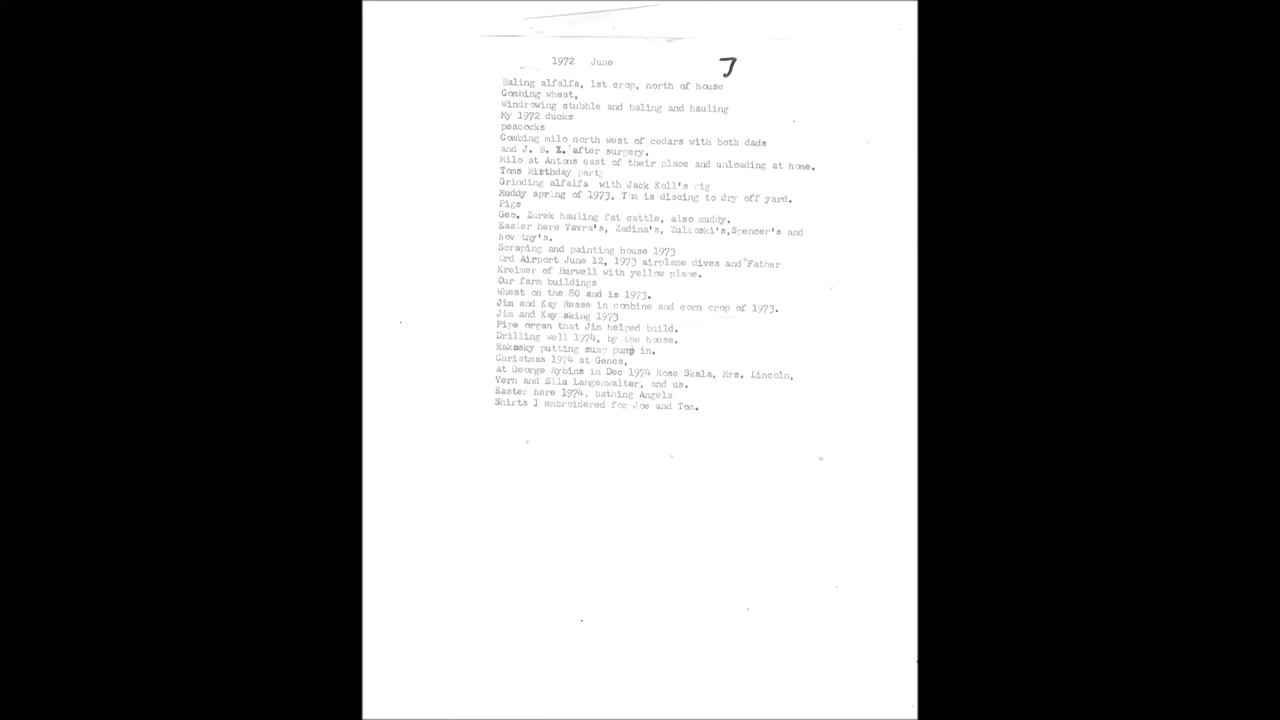 1972 June J
Baling alfalfa, 1st crop, north of house
Combing wheat,
Windrowing stubble and baling and hauling
My 1972 ducks
peacocks
Combing milo north west of cedars with both dads
and J. B. Z. after surgery.
Milo at Antons east of their place and unloading at home.
Toms Birthday party
Grinding alfalfa with Jack Koll's rig
Muddy spring of 1973. Tom is discing to dry off yard.
Pigs
Geo. Zurek hauling fat cattle, also muddy.
Easter here Vavra's, Zadina's, Zulkoski's,Spencer's and
Novotny's.
Scraping and painting house 1973
Ord Airport June 12, 1973 airplane dives and Father
Kreimer of Burwell with yellow plane.
Our farm buildings
Wheat on the 80 and is 1973.
Jim and Kay Rease in combine and corn crop of 1973.
Jim and Kay sking 1973
Pipe organ that Jim helped build.
Drilling well 1974, by the house.
Rakosky putting sump pump in.
Christmas 1974 at Genes,
At George Rybins in Dec 1974 Rose Skala, Mrs. Lincoln,
Vern and Ella Langenwalter, and us.
Easter here 1974, bathing Angela
Shirts I embroidered for Joe and Tom.